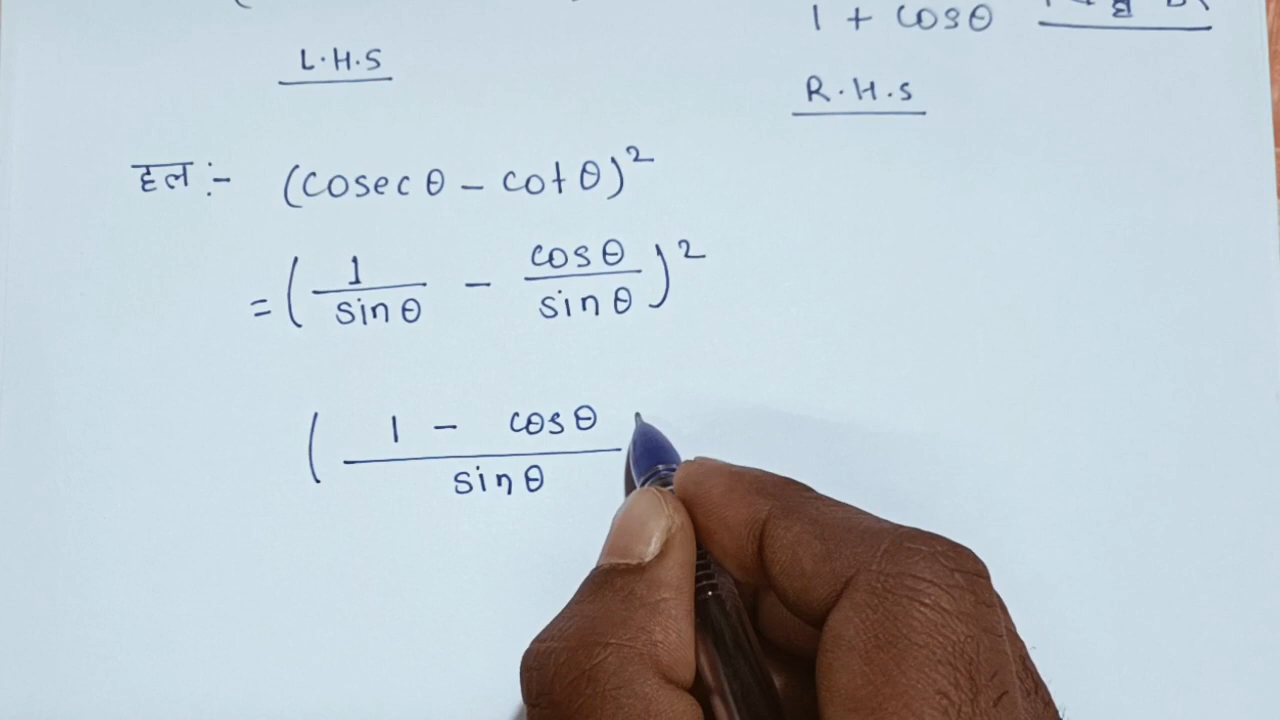 1 + cosθ
L.H.S
R.H.S
हल :- (cosecθ - cotθ)²
= (1/sinθ - cosθ/sinθ)²
(1 - cosθ/sinθ